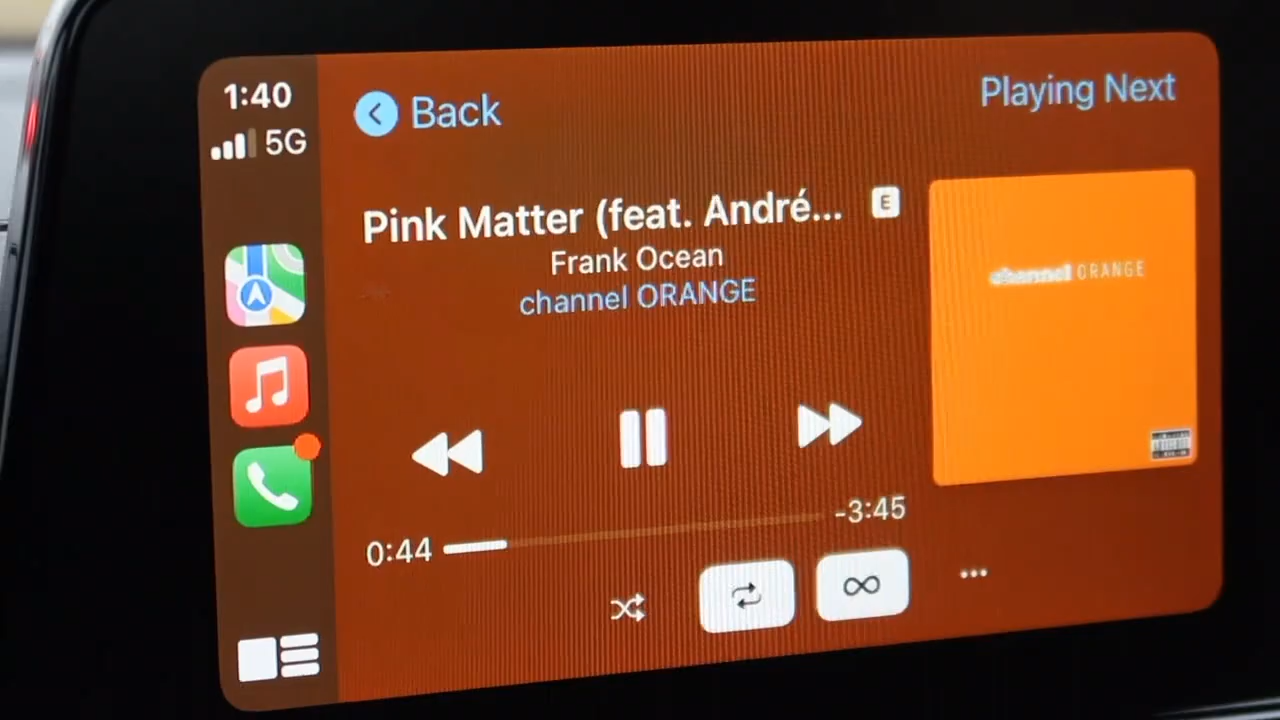 1:40
5G
Back
Playing Next
Pink Matter (feat. André...
E
Frank Ocean
channel ORANGE
channel ORANGE
0:44
-3:45